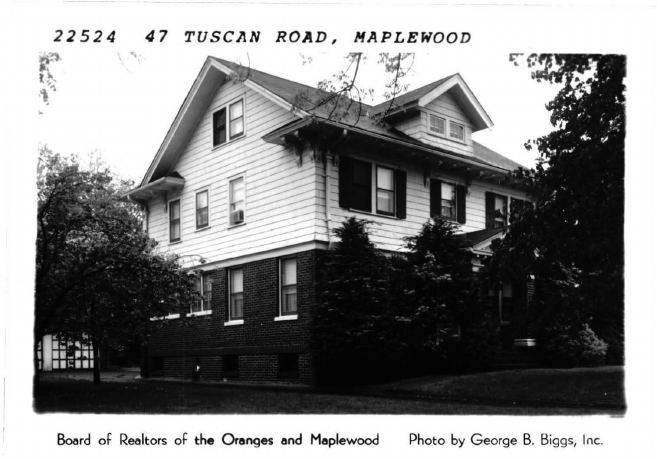 22524 47 TUSCAN ROAD, MAPLEWOOD
Board of Realtors of the Oranges and Maplewood Photo by George B. Biggs, Inc.